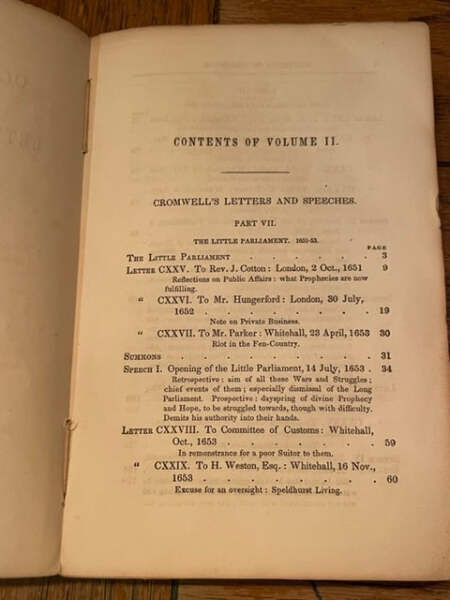 CONTENTS OF VOLUME II.
CROMWELL'S LETTERS AND SPEECHES.
PART VII.
THE LITTLE PARLIAMENT. 1651-53.
PAGE
THE LITTLE PARLIAMENT . . . . . . 3
LETTER CXXV. To Rev. J. Cotton: London, 2 Oct., 1651 9
Reflections on Public Affairs: what Prophecies are now
fulfilling.
" CXXVI. To Mr. Hungerford: London, 30 July,
1652 . . . . . . . . 19
Note on Private Business.
" CXXVII. To Mr. Parker: Whitehall, 23 April, 1653 30
Riot in the Fen-Country.
SUMMONS . . . . . . . . 31
SPEECH I. Opening of the Little Parliament, 14 July, 1653 . 34
Retrospective: aim of all these Wars and Struggles;
chief events of them; especially dismissal of the Long
Parliament. Prospective: dayspring of divine Prophecy
and Hope, to be struggled towards, though with difficulty.
Demits his authority into their hands.
LETTER CXXVIII. To Committee of Customs: Whitehall,
Oct., 1653 . . . . . . . 59
In remonstrance for a poor Suitor to them.
" CXXIX. To H. Weston, Esq.: Whitehall, 16 Nov.,
1653 . . . . . . . . 60
Excuse for an oversight: Speldhurst Living.